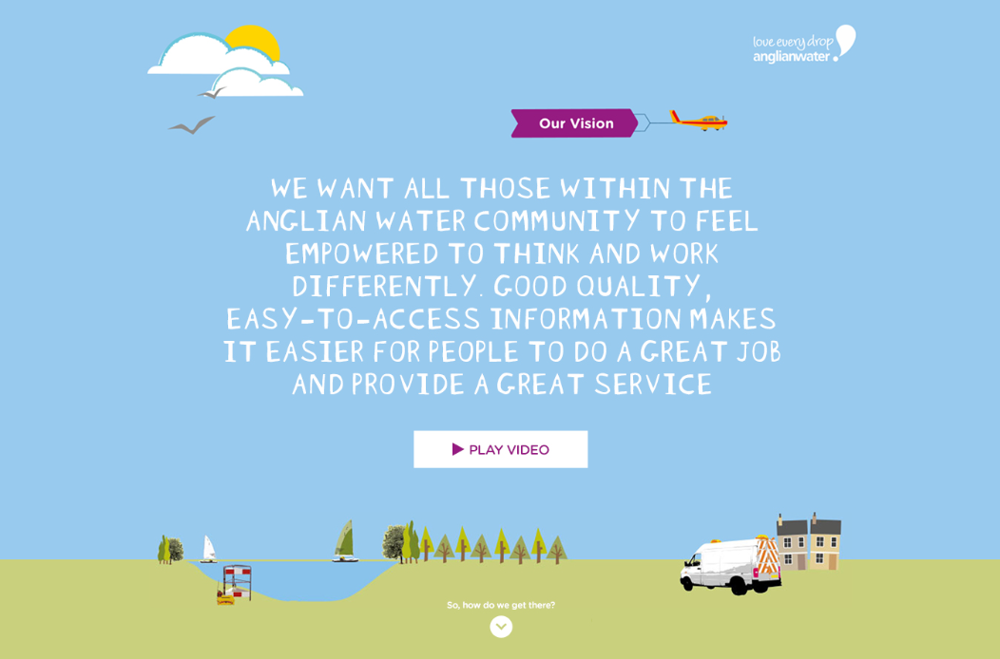 love every drop
anglianwater
Our Vision
WE WANT ALL THOSE WITHIN THE
ANGLIAN WATER COMMUNITY TO FEEL
EMPOWERED TO THINK AND WORK
DIFFERENTLY. GOOD QUALITY,
EASY-TO-ACCESS INFORMATION MAKES
IT EASIER FOR PEOPLE TO DO A GREAT JOB
AND PROVIDE A GREAT SERVICE
PLAY VIDEO
So, how do we get there?